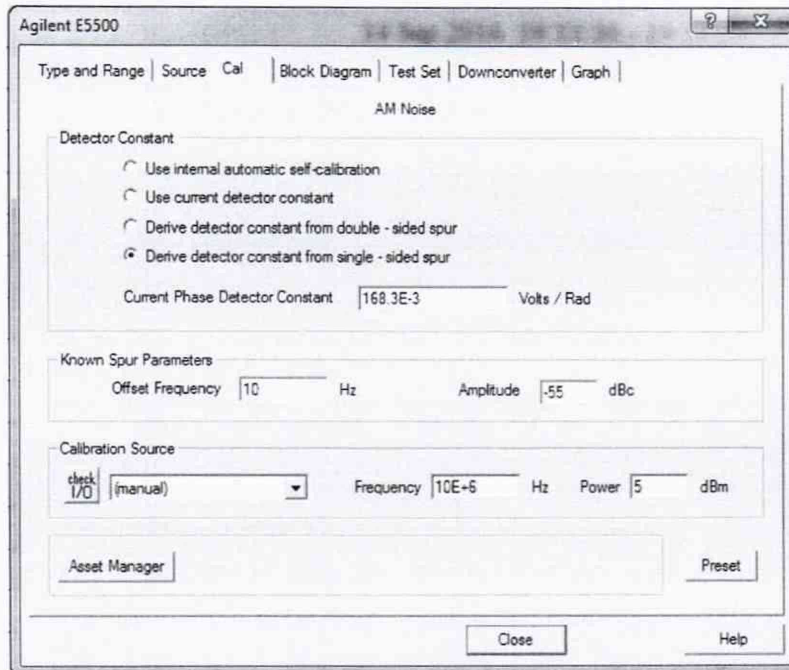 Agilent E5500
Type and Range | Source Cal | Block Diagram | Test Set | Downconverter | Graph |
AM Noise
Detector Constant
Use internal automatic self-calibration
Use current detector constant
Derive detector constant from double - sided spur
Derive detector constant from single - sided spur
Current Phase Detector Constant 168.3E-3 Volts / Rad
Known Spur Parameters
Offset Frequency 10 Hz Amplitude -55 dBc
Calibration Source
check I/O (manual) Frequency 10E+6 Hz Power 5 dBm
Asset Manager Preset
Close Help